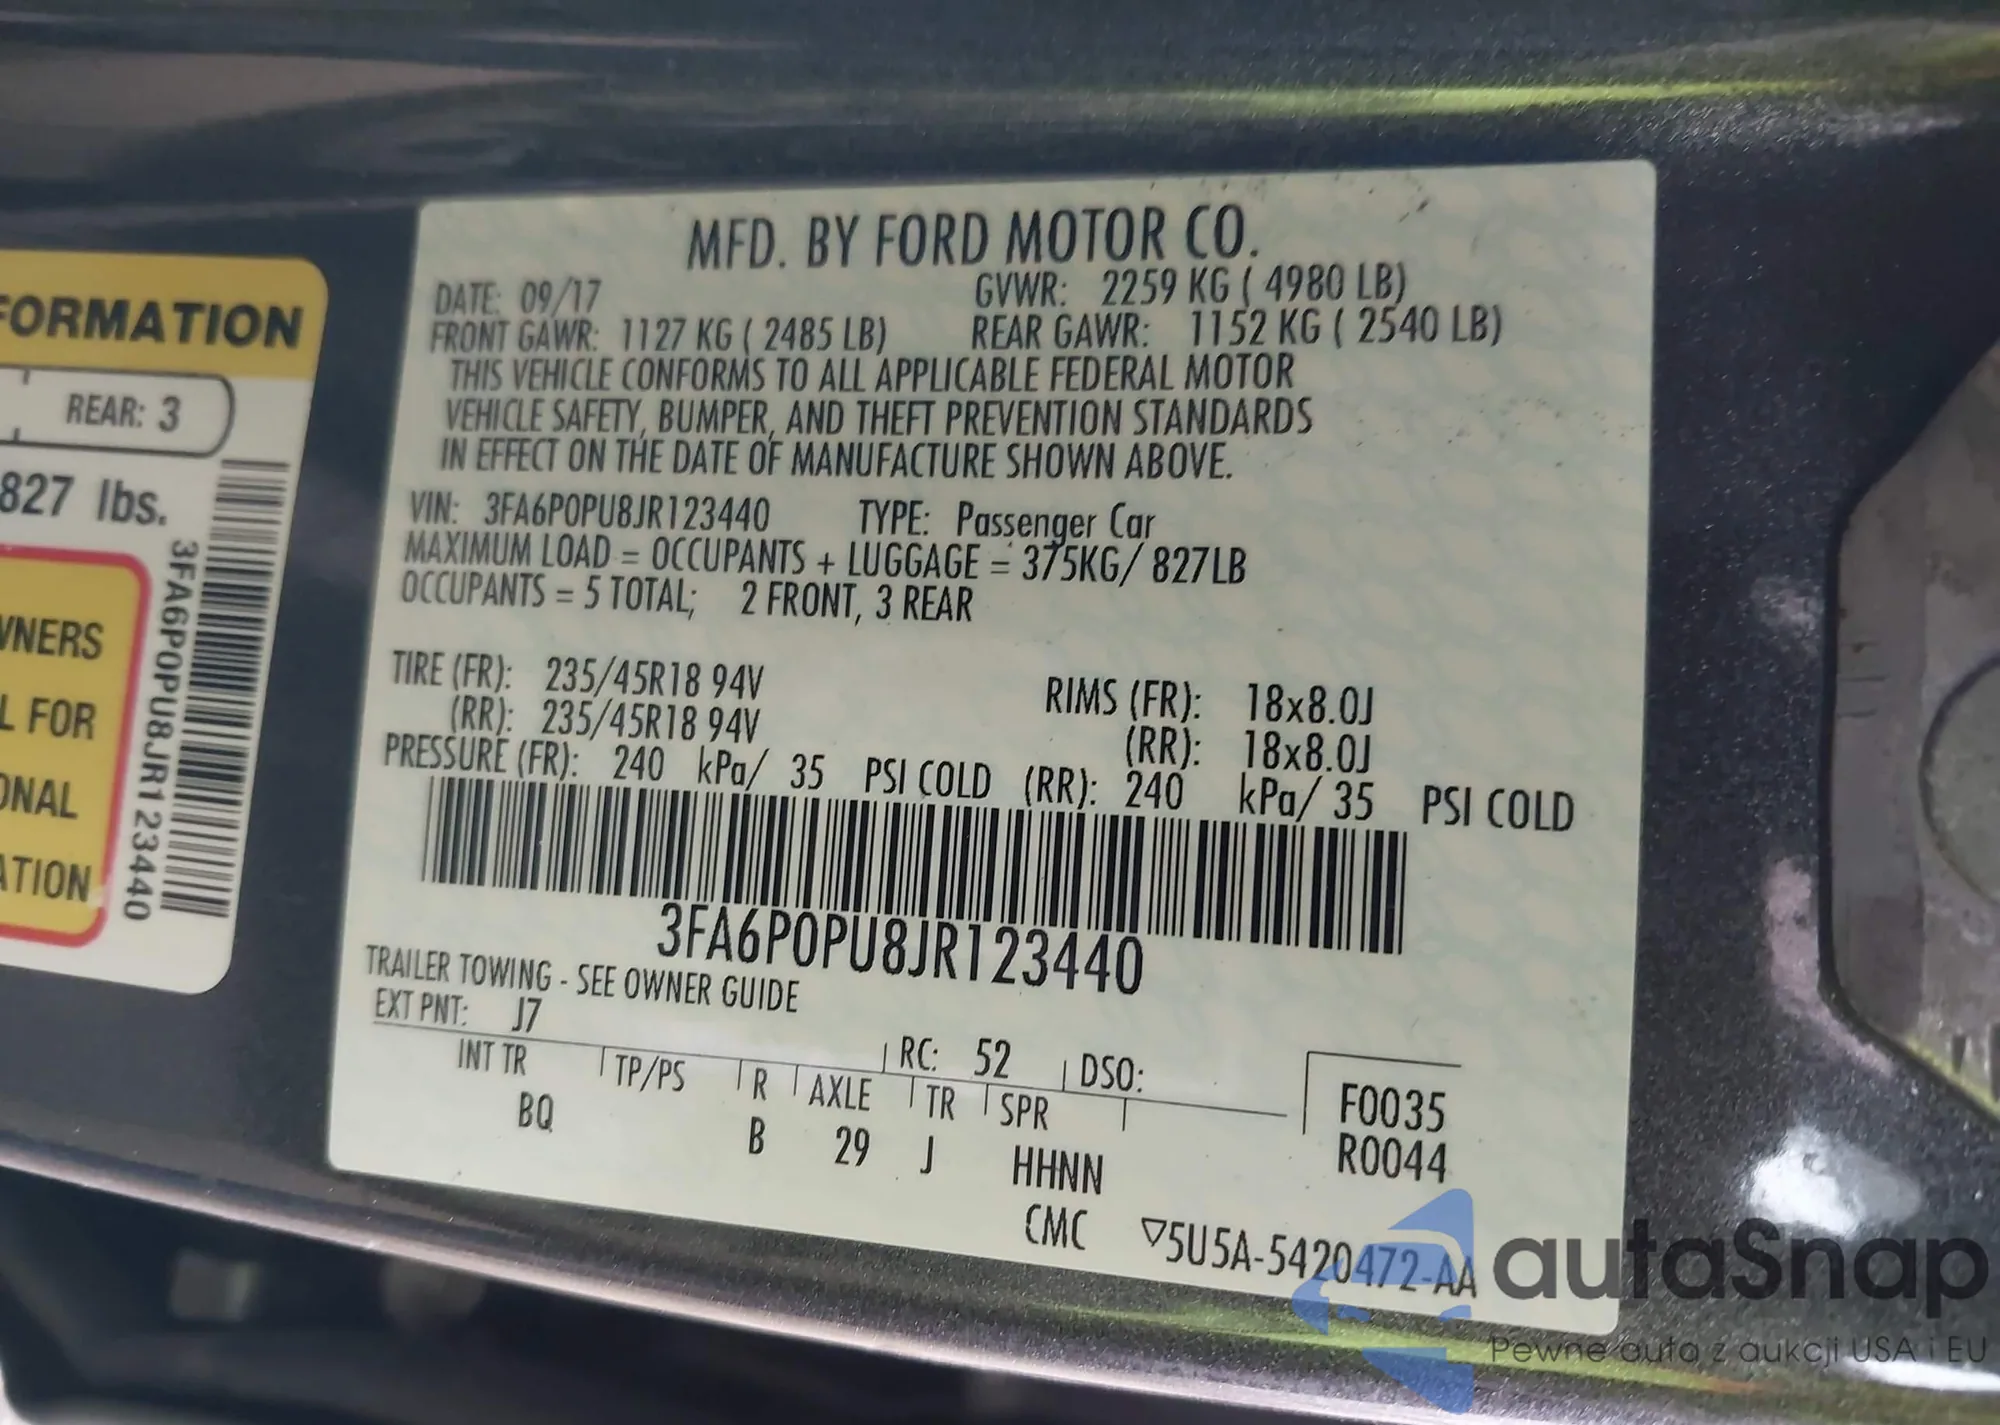 FORMATION
REAR: 3
827 lbs.
WNERS
L FOR
ONAL
ATION
3FA6P0PU8JR123440
MFD. BY FORD MOTOR CO.
DATE: 09/17 GVWR: 2259 KG ( 4980 LB)
FRONT GAWR: 1127 KG ( 2485 LB) REAR GAWR: 1152 KG ( 2540 LB)
THIS VEHICLE CONFORMS TO ALL APPLICABLE FEDERAL MOTOR
VEHICLE SAFETY, BUMPER, AND THEFT PREVENTION STANDARDS
IN EFFECT ON THE DATE OF MANUFACTURE SHOWN ABOVE.
VIN: 3FA6P0PU8JR123440 TYPE: Passenger Car
MAXIMUM LOAD = OCCUPANTS + LUGGAGE = 375KG/ 827LB
OCCUPANTS = 5 TOTAL; 2 FRONT, 3 REAR
TIRE (FR): 235/45R18 94V RIMS (FR): 18x8.0J
(RR): 235/45R18 94V (RR): 18x8.0J
PRESSURE (FR): 240 kPa/ 35 PSI COLD (RR): 240 kPa/ 35 PSI COLD
3FA6P0PU8JR123440
TRAILER TOWING - SEE OWNER GUIDE
EXT PNT: J7 RC: 52 DSO:
INT TR TP/PS R AXLE TR SPR F0035
BQ B 29 J HHNN R0044
CMC ▽5U5A-5420472-AA
autaSnap
Pewne auta z aukcji USA i EU